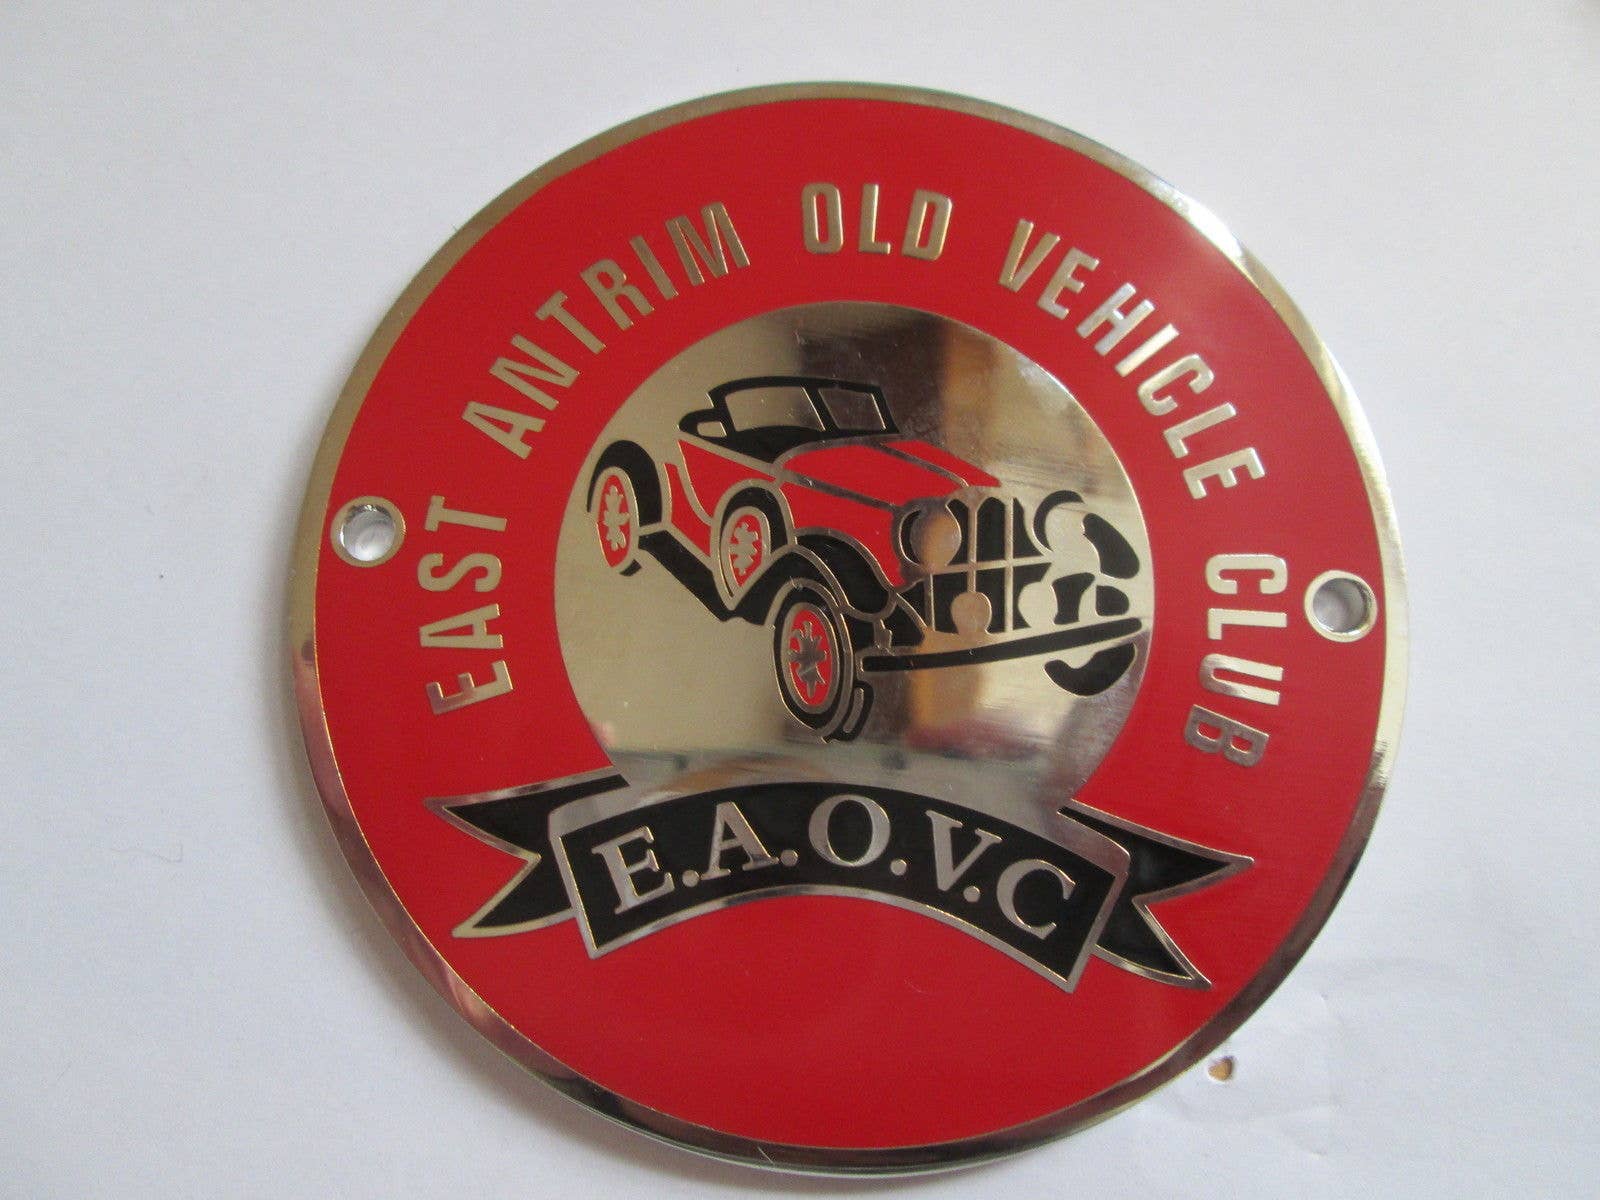 EAST ANTRIM OLD VEHICLE CLUB
E.A.O.V.C